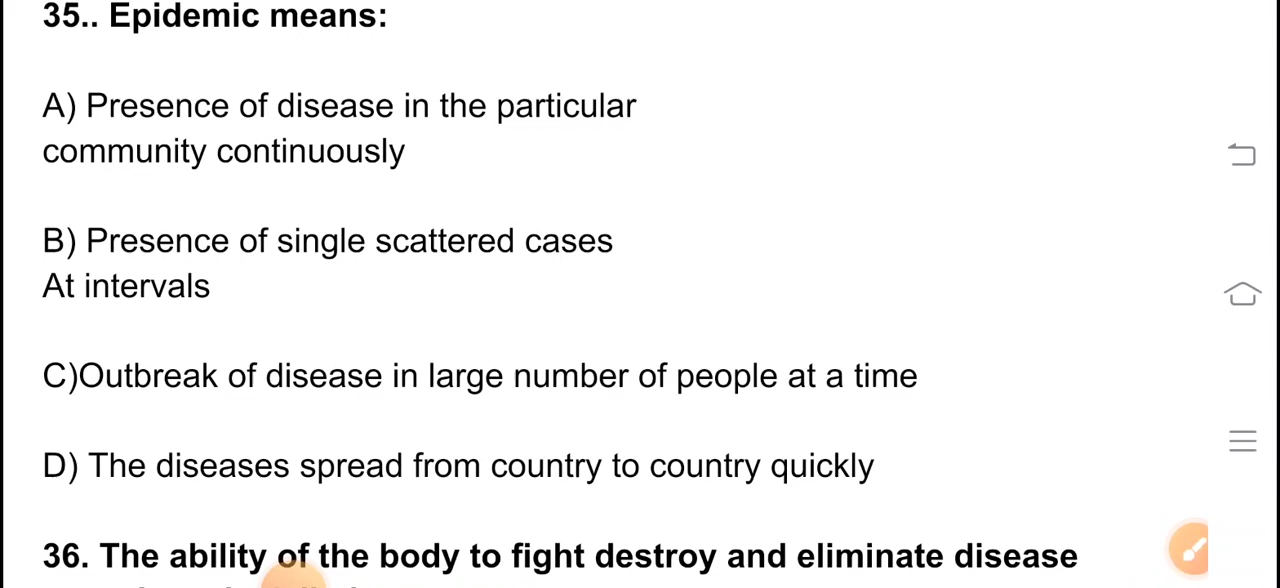 35.. Epidemic means:
A) Presence of disease in the particular
community continuously
B) Presence of single scattered cases
At intervals
C)Outbreak of disease in large number of people at a time
D) The diseases spread from country to country quickly
36. The ability of the body to fight destroy and eliminate disease